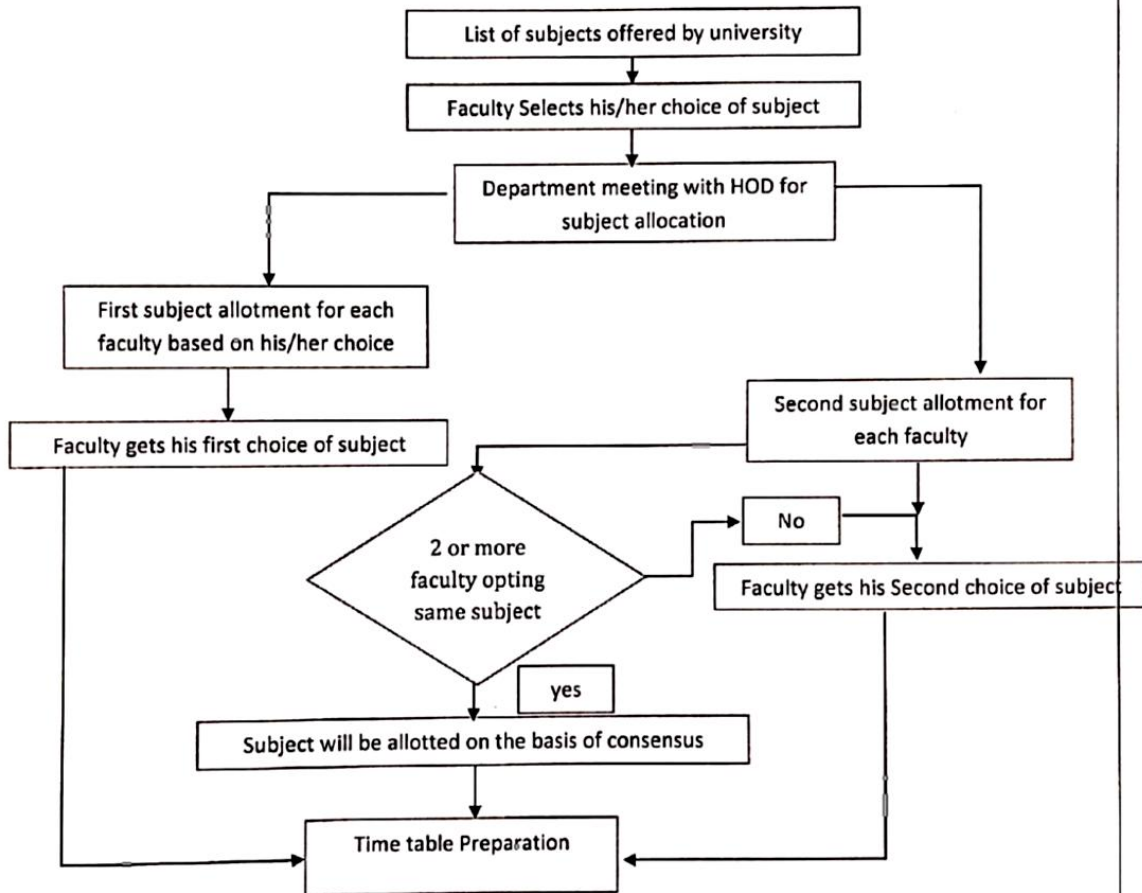 List of subjects offered by university
Faculty Selects his/her choice of subject
Department meeting with HOD for
subject allocation
First subject allotment for each
faculty based on his/her choice
Faculty gets his first choice of subject
Second subject allotment for
each faculty
2 or more
faculty opting
same subject
No
Faculty gets his Second choice of subject
yes
Subject will be allotted on the basis of consensus
Time table Preparation